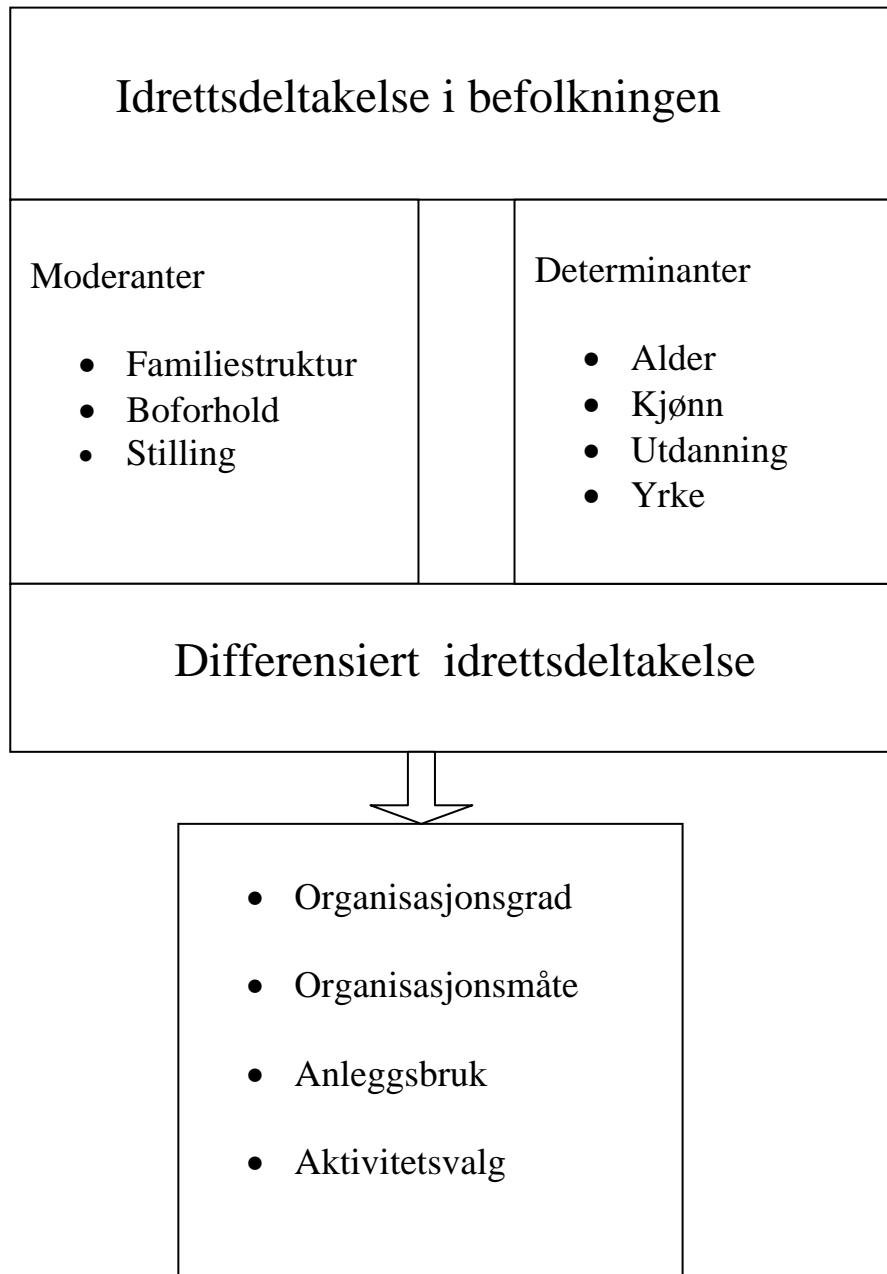 Idrettsdeltakelse i befolkningen
Moderanter
• Familiestruktur
• Boforhold
• Stilling
Determinanter
• Alder
• Kjønn
• Utdanning
• Yrke
Differensiert idrettsdeltakelse
• Organisasjonsgrad
• Organisasjonsmåte
• Anleggsbruk
• Aktivitetsvalg